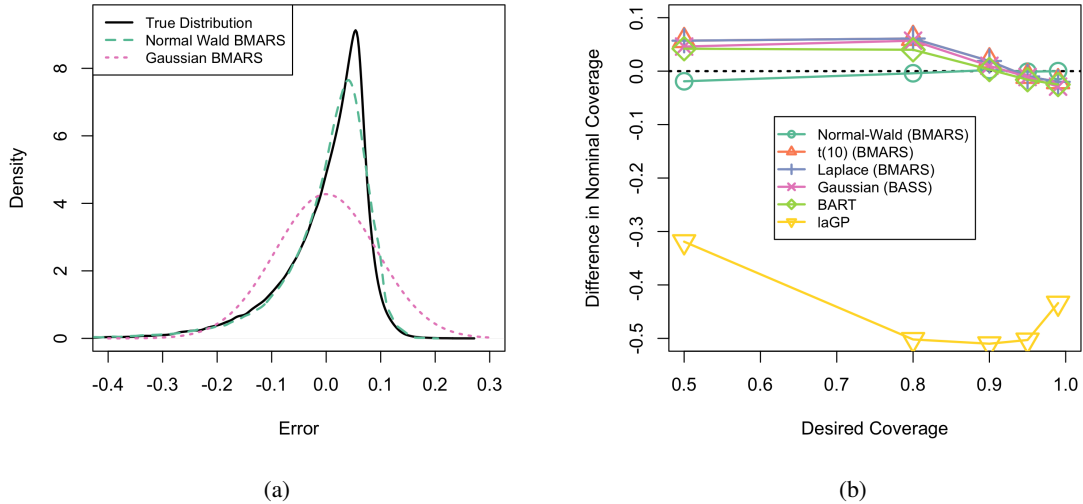 True Distribution
Normal Wald BMARS
Gaussian BMARS
Density
0
2
4
6
8
-0.4 -0.3 -0.2 -0.1 0.0 0.1 0.2 0.3
Error
(a)
Difference in Nominal Coverage
0.1
0.0
-0.1
-0.2
-0.3
-0.4
-0.5
Normal-Wald (BMARS)
t(10) (BMARS)
Laplace (BMARS)
Gaussian (BASS)
BART
laGP
0.5 0.6 0.7 0.8 0.9 1.0
Desired Coverage
(b)